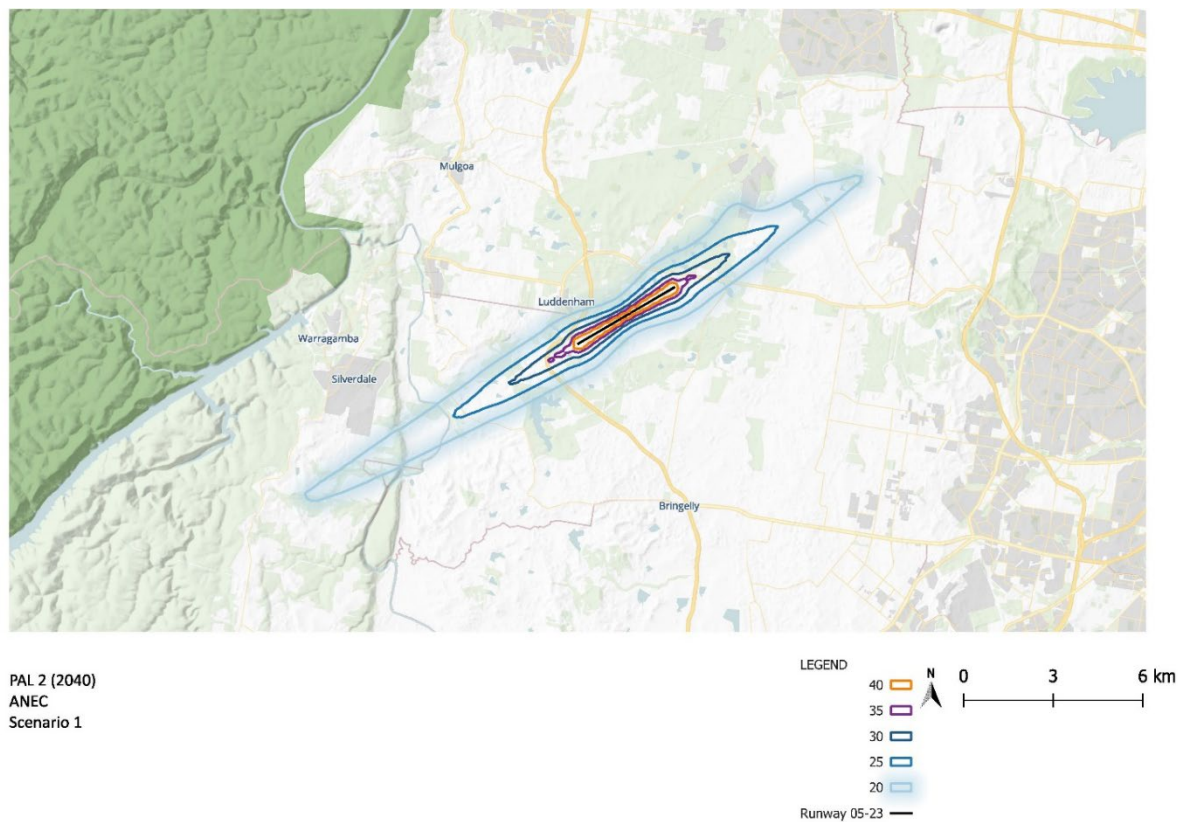 Mulgoa
Luddenham
Warragamba
Silverdale
Bringelly
PAL 2 (2040)
ANEC
Scenario 1
LEGEND
40
35
30
25
20
Runway 05-23
N
0 3 6 km